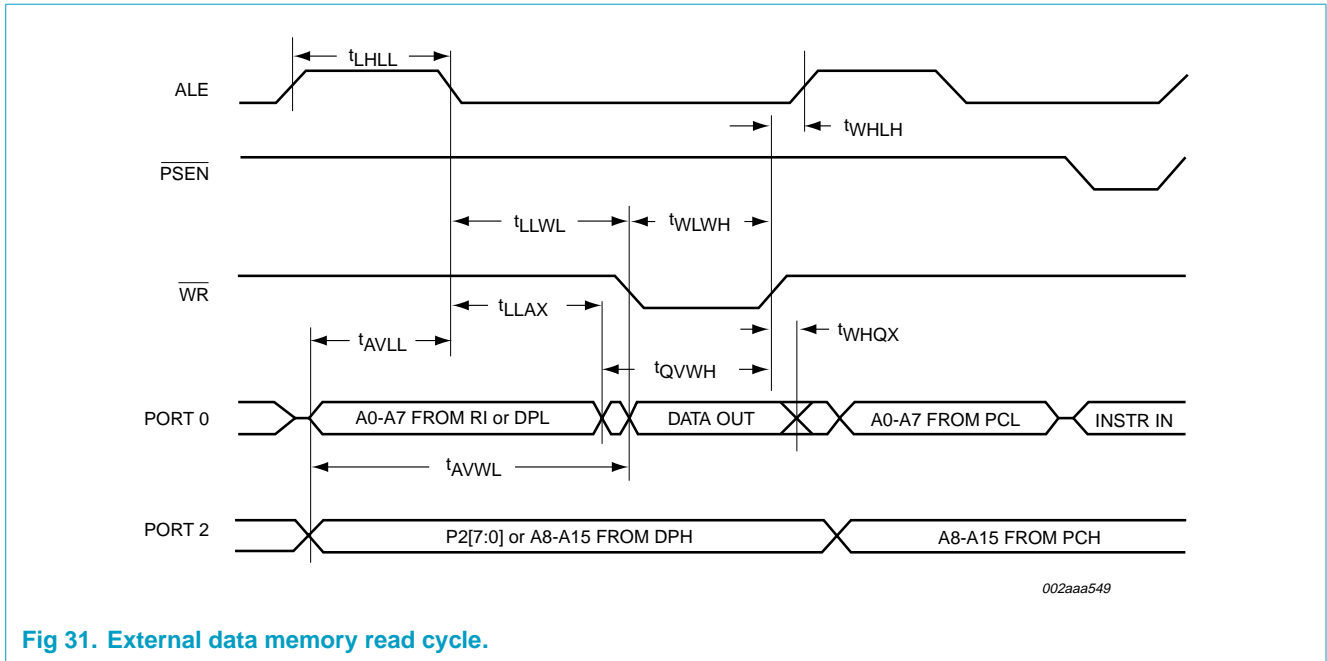 tLHLL
ALE
tWHLH
PSEN
tLLWL
tWLWH
WR
tLLAX
tWHQX
tAVLL
tQVWH
PORT 0
A0-A7 FROM RI or DPL
DATA OUT
A0-A7 FROM PCL
INSTR IN
tAVWL
PORT 2
P2[7:0] or A8-A15 FROM DPH
A8-A15 FROM PCH
002aaa549
Fig 31. External data memory read cycle.